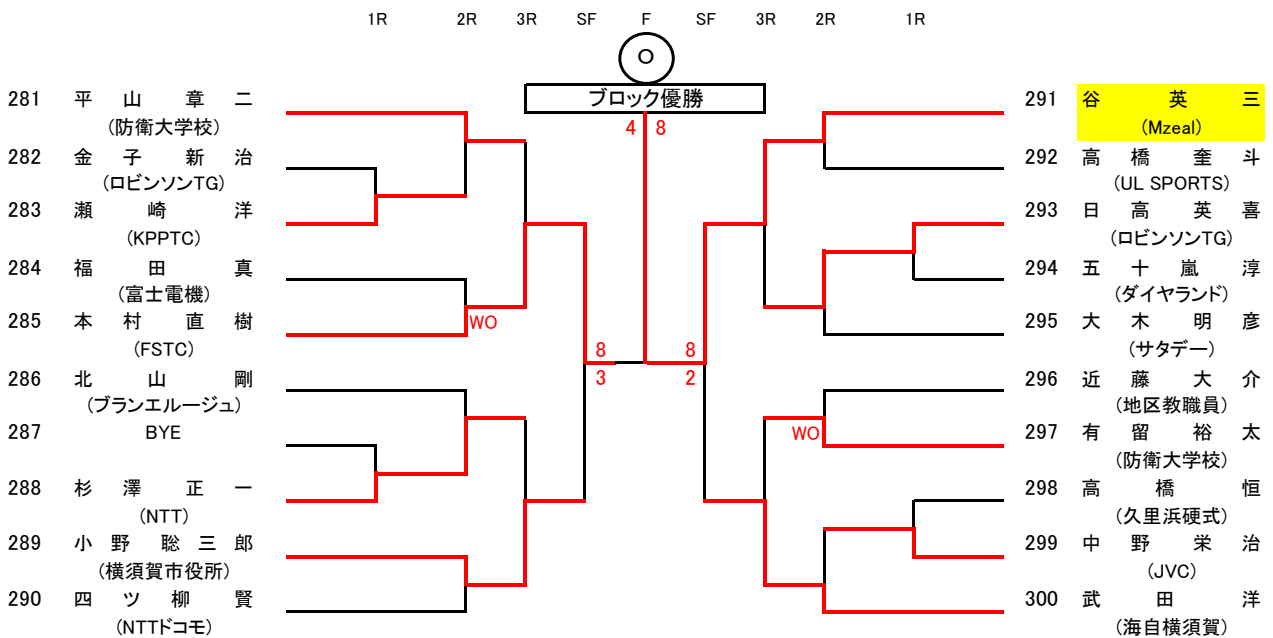 1R 2R 3R SF F SF 3R 2R 1R
O
ブロック優勝
4 8
281 平山章二
(防衛大学校)
282 金子新治
(ロビンソンTG)
283 瀬崎洋
(KPPTC)
284 福田真
(富士電機)
285 本村直樹
WO
(FSTC)
8
3
286 北山剛
(ブランエルージュ)
287 BYE
288 杉澤正一
(NTT)
289 小野聡三郎
(横須賀市役所)
290 四ツ柳賢
(NTTドコモ)
291 谷英三
(Mzeal)
292 高橋奎斗
(UL SPORTS)
293 日高英喜
(ロビンソンTG)
294 五十嵐淳
(ダイヤランド)
295 大木明彦
(サタデー)
8
2
296 近藤大介
(地区教職員)
WO
297 有留裕太
(防衛大学校)
298 高橋恒
(久里浜硬式)
299 中野栄治
(JVC)
300 武田洋
(海自横須賀)